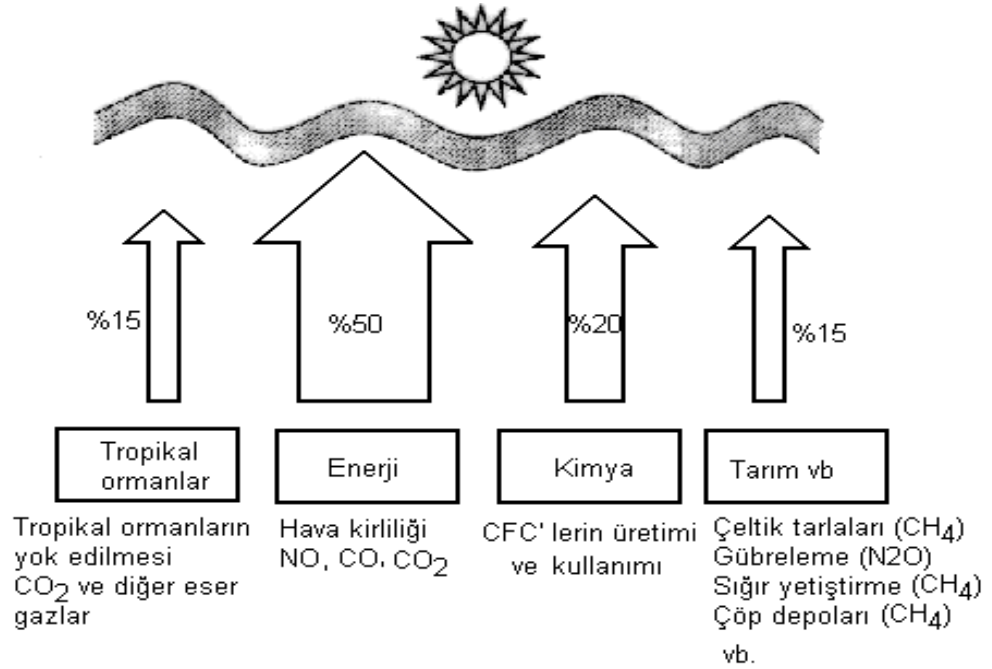 %15
%50
%20
%15
Tropikal
ormanlar
Enerji
Kimya
Tarım vb
Tropikal ormanların
yok edilmesi
CO2 ve diğer eser
gazlar
Hava kirliliği
NO, CO, CO2
CFC' lerin üretimi
ve kullanımı
Çeltik tarlaları (CH4)
Gübreleme (N2O)
Sığır yetiştirme (CH4)
Çöp depoları (CH4)
vb.